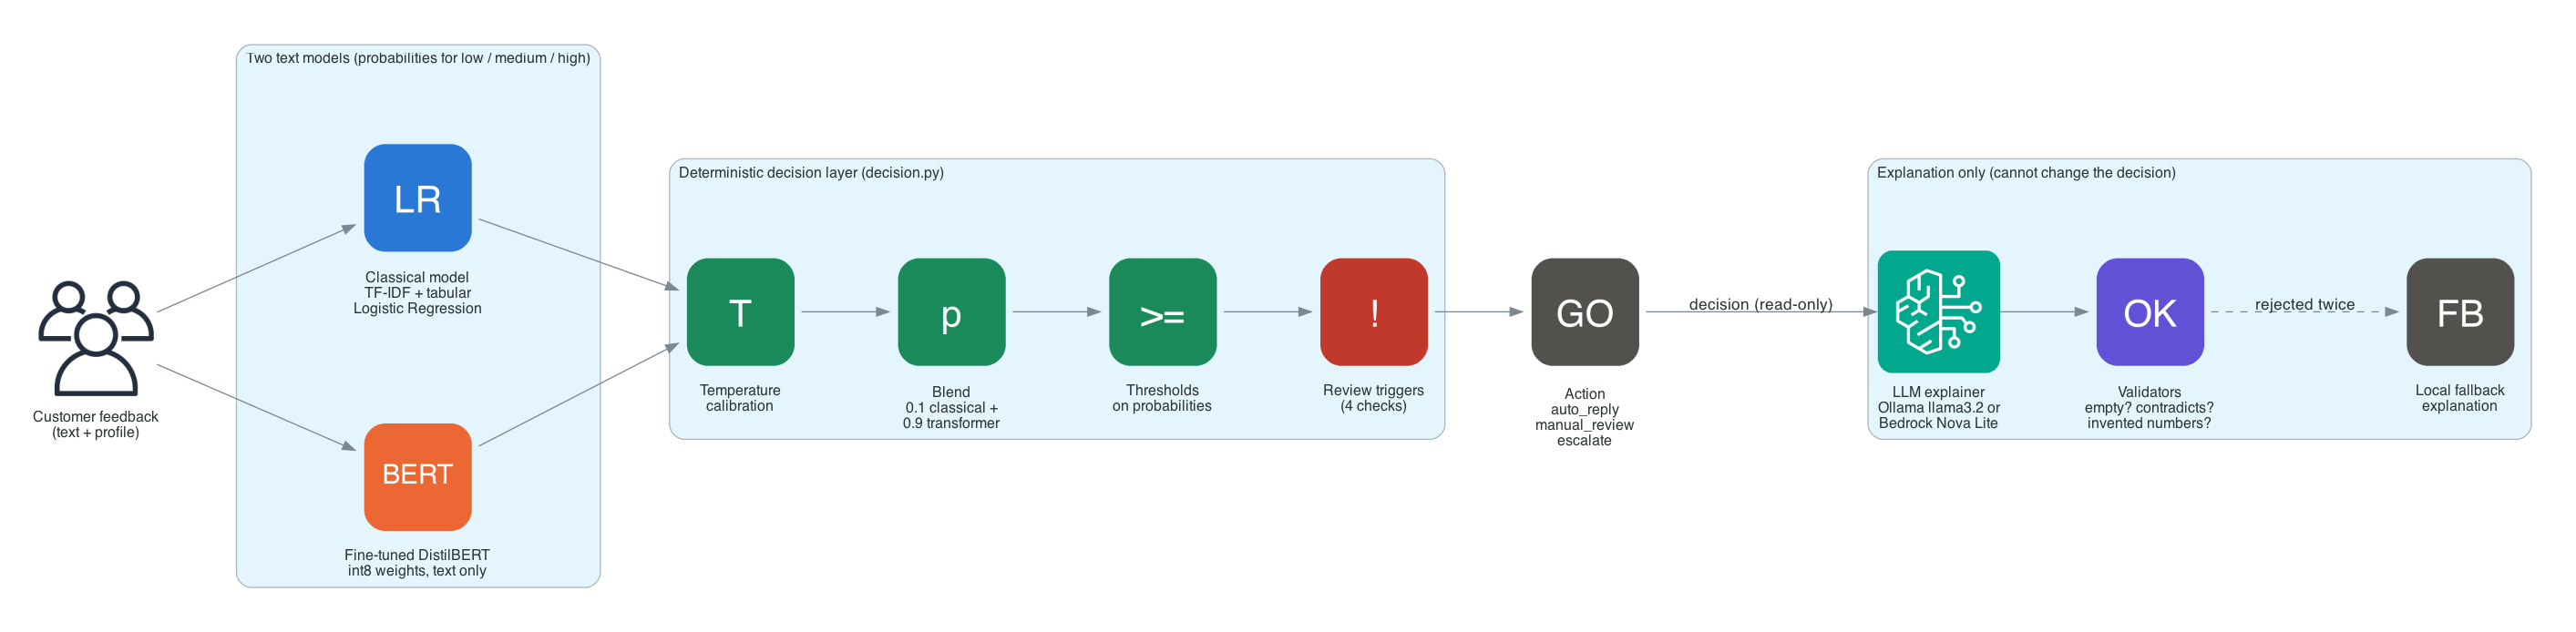 Two text models (probabilities for low / medium / high)
LR
Classical model
TF-IDF + tabular
Logistic Regression
BERT
Fine-tuned DistilBERT
int8 weights, text only
Customer feedback
(text + profile)
Deterministic decision layer (decision.py)
T
Temperature
calibration
p
Blend
0.1 classical +
0.9 transformer
>=
Thresholds
on probabilities
!
Review triggers
(4 checks)
GO
Action
auto_reply
manual_review
escalate
decision (read-only)
Explanation only (cannot change the decision)
LLM explainer
Ollama llama3.2 or
Bedrock Nova Lite
OK
Validators
empty? contradicts?
invented numbers?
rejected twice
FB
Local fallback
explanation